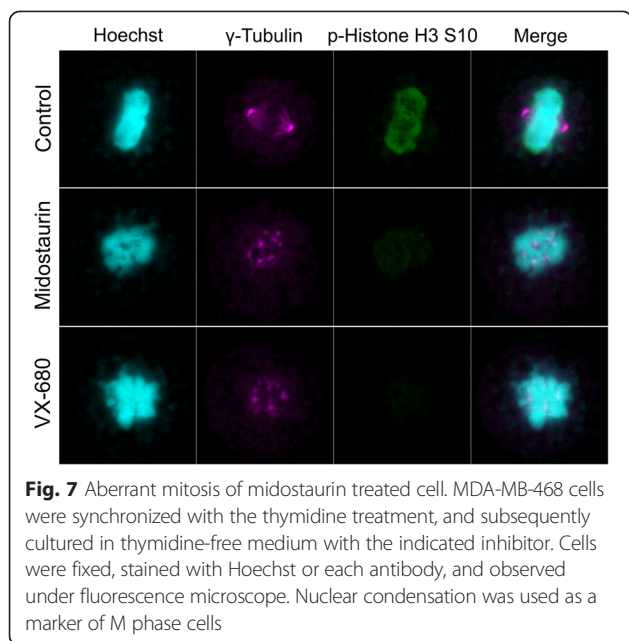 Hoechst γ-Tubulin p-Histone H3 S10 Merge
Control
Midostaurin
VX-680
Fig. 7 Aberrant mitosis of midostaurin treated cell. MDA-MB-468 cells
were synchronized with the thymidine treatment, and subsequently
cultured in thymidine-free medium with the indicated inhibitor. Cells
were fixed, stained with Hoechst or each antibody, and observed
under fluorescence microscope. Nuclear condensation was used as a
marker of M phase cells